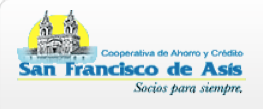 Cooperativa de Ahorro y Crédito
San Francisco de Asís
Socios para siempre.